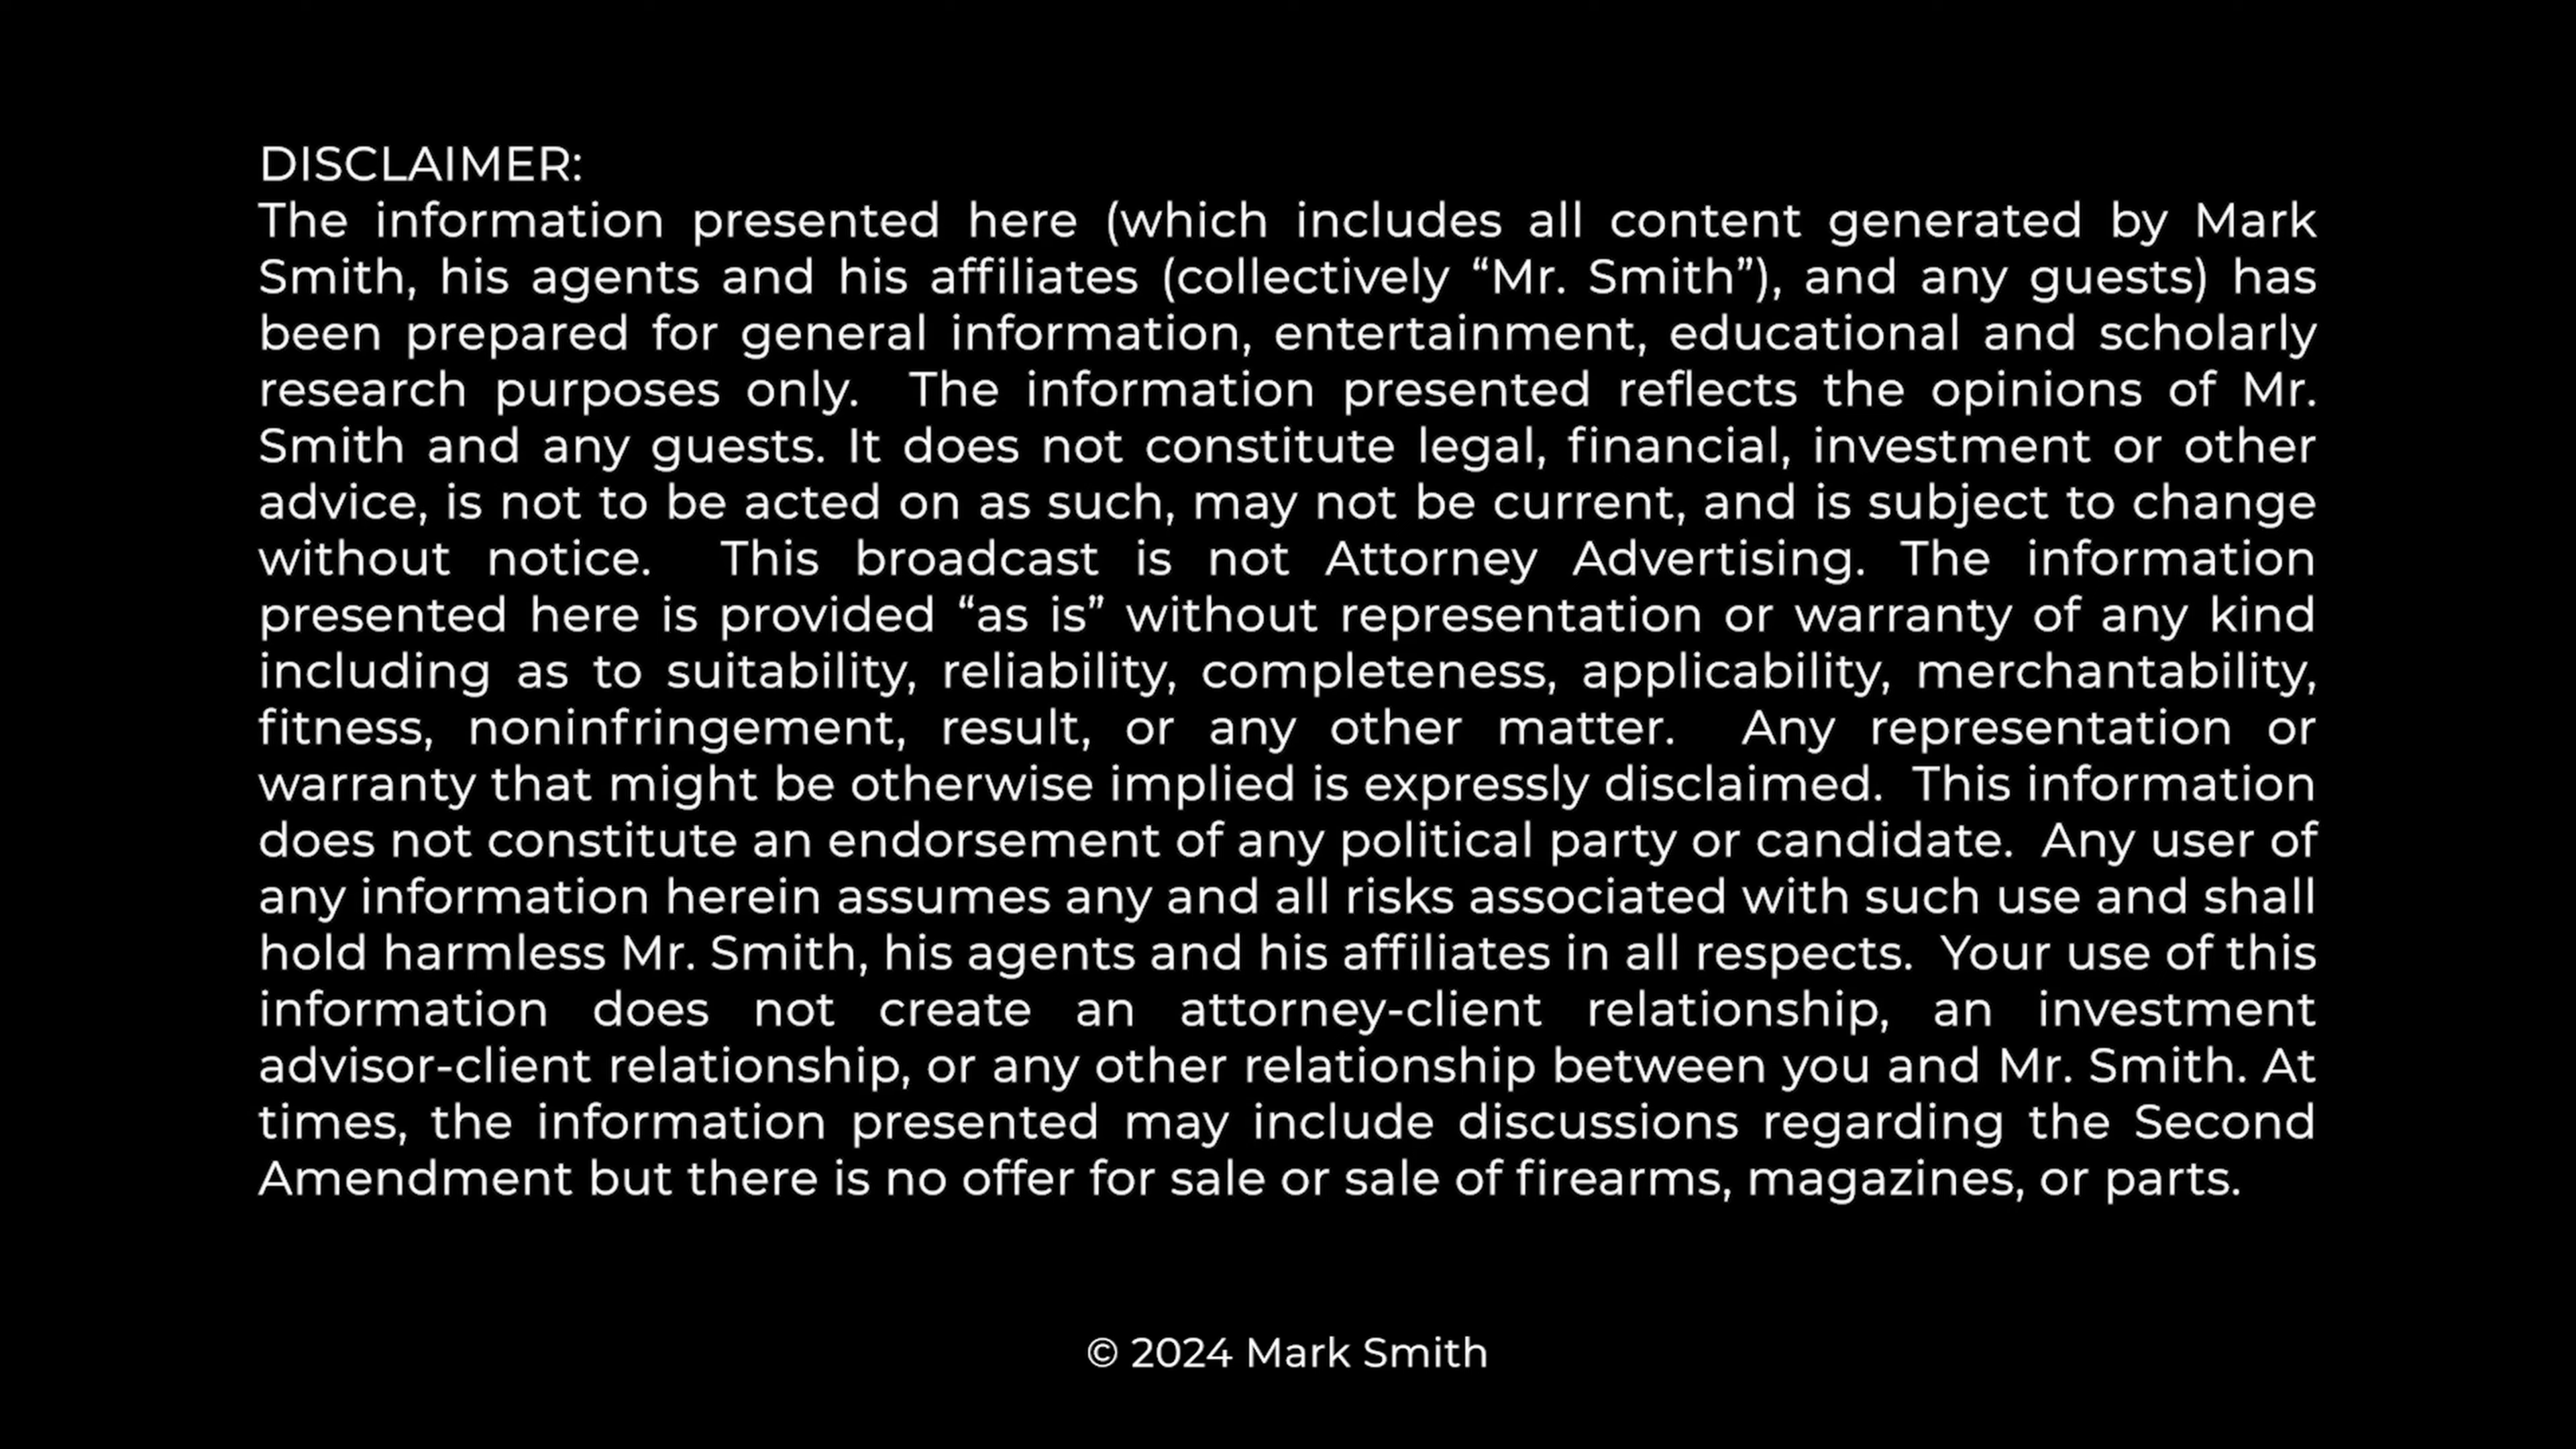 DISCLAIMER:
The information presented here (which includes all content generated by Mark
Smith, his agents and his affiliates (collectively “Mr. Smith”), and any guests) has
been prepared for general information, entertainment, educational and scholarly
research purposes only. The information presented reflects the opinions of Mr.
Smith and any guests. It does not constitute legal, financial, investment or other
advice, is not to be acted on as such, may not be current, and is subject to change
without notice. This broadcast is not Attorney Advertising. The information
presented here is provided “as is” without representation or warranty of any kind
including as to suitability, reliability, completeness, applicability, merchantability,
fitness, noninfringement, result, or any other matter. Any representation or
warranty that might be otherwise implied is expressly disclaimed. This information
does not constitute an endorsement of any political party or candidate. Any user of
any information herein assumes any and all risks associated with such use and shall
hold harmless Mr. Smith, his agents and his affiliates in all respects. Your use of this
information does not create an attorney-client relationship, an investment
advisor-client relationship, or any other relationship between you and Mr. Smith. At
times, the information presented may include discussions regarding the Second
Amendment but there is no offer for sale or sale of firearms, magazines, or parts.
© 2024 Mark Smith